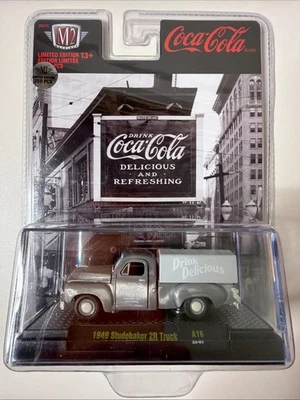 M2
LIMITED EDITION 13+
EDITION LIMITEE
Coca-Cola
DRINK
Coca-Cola
DELICIOUS
AND
REFRESHING
Drink
Delicious
1949 Studebaker 2R Truck
A16